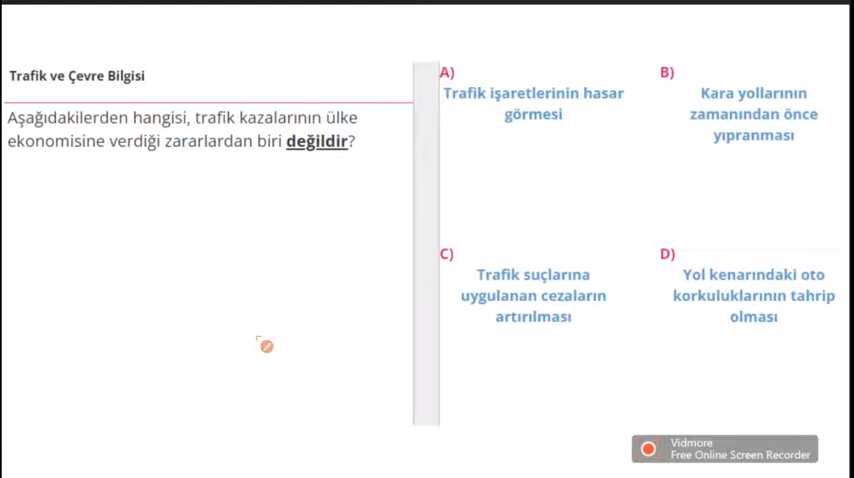 Trafik ve Çevre Bilgisi
Aşağıdakilerden hangisi, trafik kazalarının ülke
ekonomisine verdiği zararlardan biri değildir?
A)
Trafik işaretlerinin hasar
görmesi
B)
Kara yollarının
zamanından önce
yıpranması
C)
Trafik suçlarına
uygulanan cezaların
artırılması
D)
Yol kenarındaki oto
korkuluklarının tahrip
olması
Vidmore
Free Online Screen Recorder